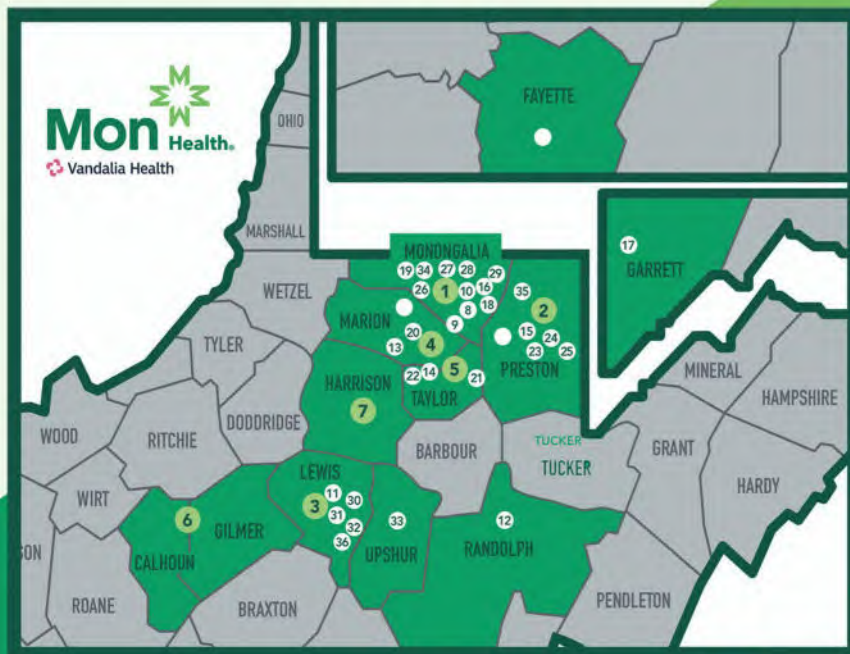 Mon Health®
Vandalia Health
FAYETTE
OHIO
MARSHALL
17
GARRETT
MONONGALIA
19 34 27 28 29
26 1 10 16
8 18
9
35
2
WETZEL
MARION
20
13 4
15 24
23 25
PRESTON
TYLER
5
22 14 21
TAYLOR
HARRISON
7
MINERAL
HAMPSHIRE
WOOD
RITCHIE
DODDRIDGE
BARBOUR
TUCKER
TUCKER
GRANT
HARDY
WIRT
LEWIS
11 30
3 31
32
36
6
GILMER
CALHOUN
33
UPSHUR
12
RANDOLPH
SON
ROANE
BRAXTON
PENDLETON